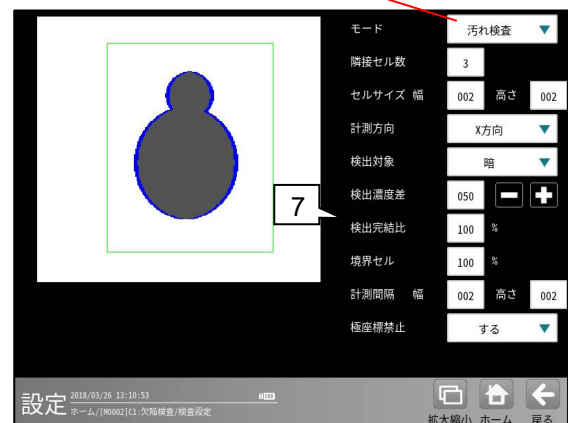 モード 汚れ検査
隣接セル数 3
セルサイズ 幅 002 高さ 002
計測方向 X方向
検出対象 暗
検出濃度差 050
7
検出完結比 100 %
境界セル 100 %
計測間隔 幅 002 高さ 002
極座標禁止 する
設定 2018/03/26 13:10:53
ホーム/[M0002]C1:欠陥検査/検査設定
拡大縮小 ホーム 戻る